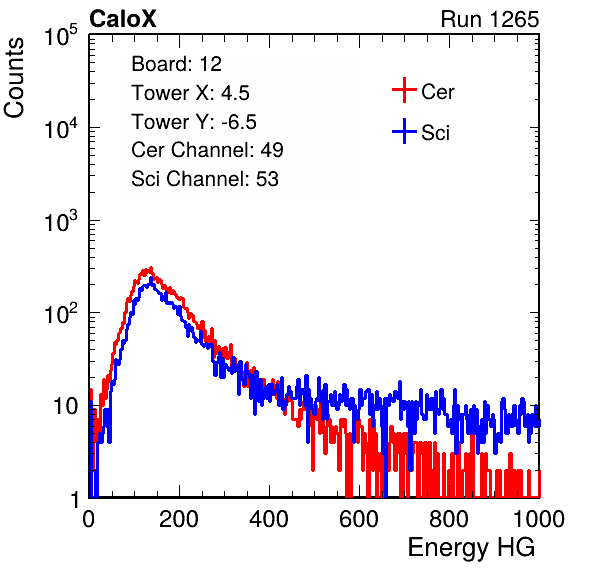 CaloX Run 1265
Counts
10^5
10^4
10^3
10^2
10
1
Board: 12
Tower X: 4.5
Tower Y: -6.5
Cer Channel: 49
Sci Channel: 53
Cer
Sci
0 200 400 600 800 1000
Energy HG